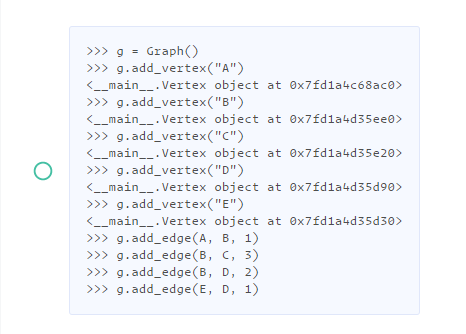 >>> g = Graph()
>>> g.add_vertex("A")
<__main__.Vertex object at 0x7fd1a4c68ac0>
>>> g.add_vertex("B")
<__main__.Vertex object at 0x7fd1a4d35ee0>
>>> g.add_vertex("C")
<__main__.Vertex object at 0x7fd1a4d35e20>
>>> g.add_vertex("D")
<__main__.Vertex object at 0x7fd1a4d35d90>
>>> g.add_vertex("E")
<__main__.Vertex object at 0x7fd1a4d35d30>
>>> g.add_edge(A, B, 1)
>>> g.add_edge(B, C, 3)
>>> g.add_edge(B, D, 2)
>>> g.add_edge(E, D, 1)